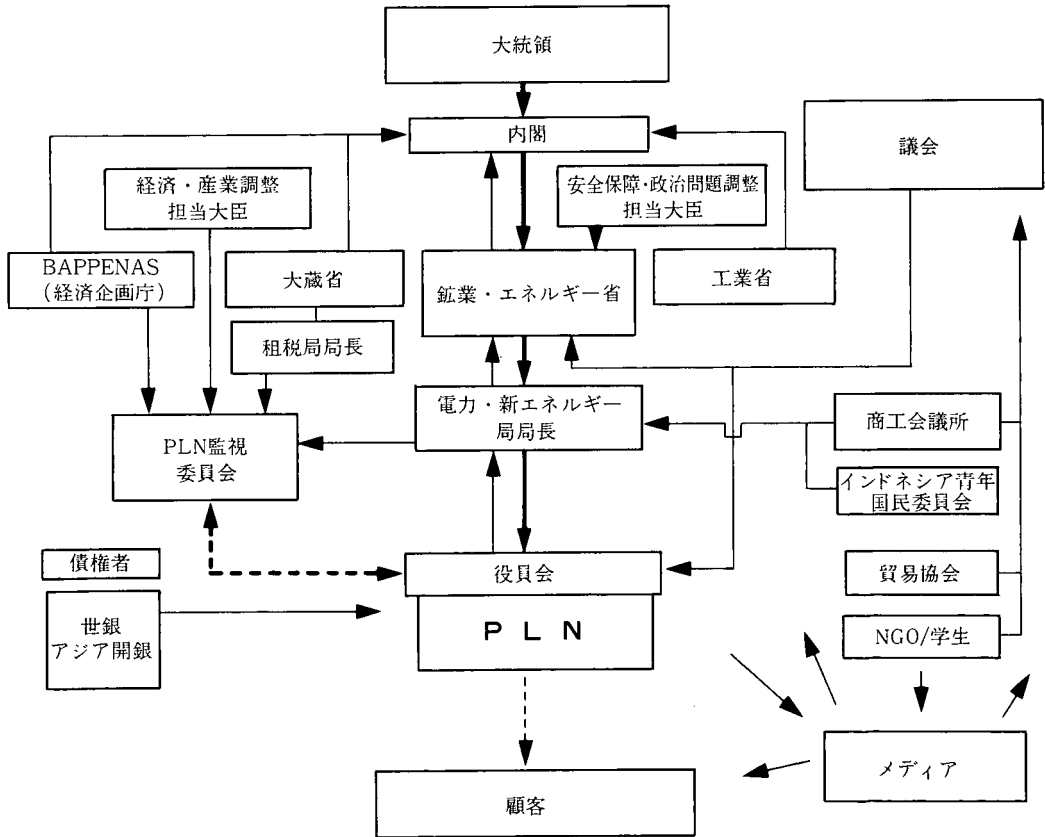 大統領
内閣
議会
経済・産業調整
担当大臣
安全保障・政治問題調整
担当大臣
BAPPENAS
(経済企画庁)
大蔵省
鉱業・エネルギー省
工業省
租税局局長
電力・新エネルギー
局局長
商工会議所
PLN監視
委員会
インドネシア青年
国民委員会
債権者
役員会
貿易協会
世銀
アジア開銀
PLN
NGO/学生
メディア
顧客